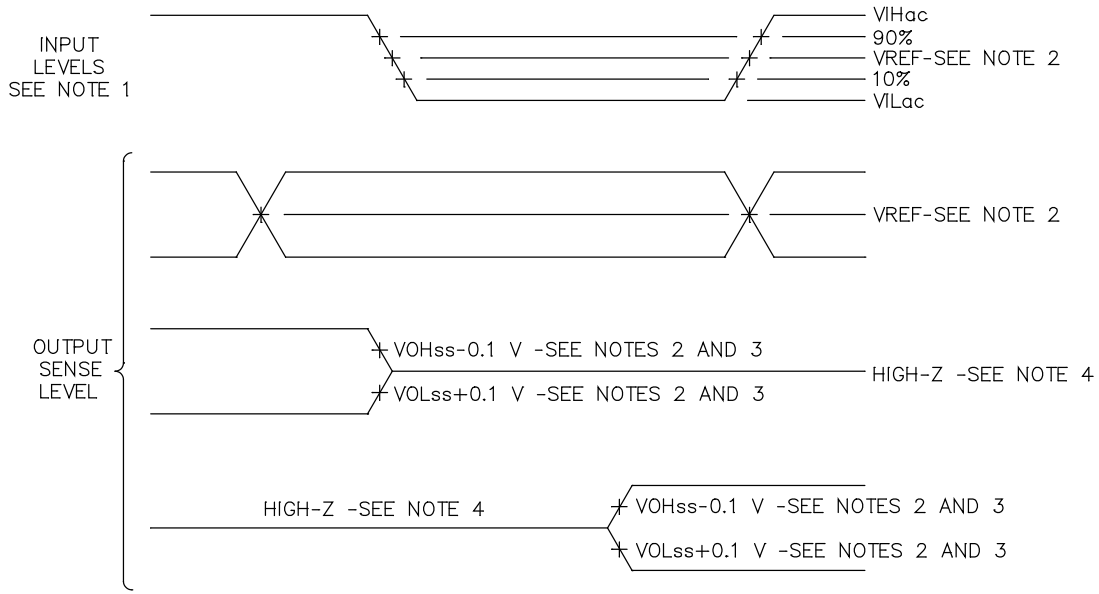 INPUT
LEVELS
SEE NOTE 1
VIHac
90%
VREF-SEE NOTE 2
10%
VILac
VREF-SEE NOTE 2
OUTPUT
SENSE
LEVEL
VOHss-0.1 V -SEE NOTES 2 AND 3
HIGH-Z -SEE NOTE 4
VOLss+0.1 V -SEE NOTES 2 AND 3
HIGH-Z -SEE NOTE 4
VOHss-0.1 V -SEE NOTES 2 AND 3
VOLss+0.1 V -SEE NOTES 2 AND 3